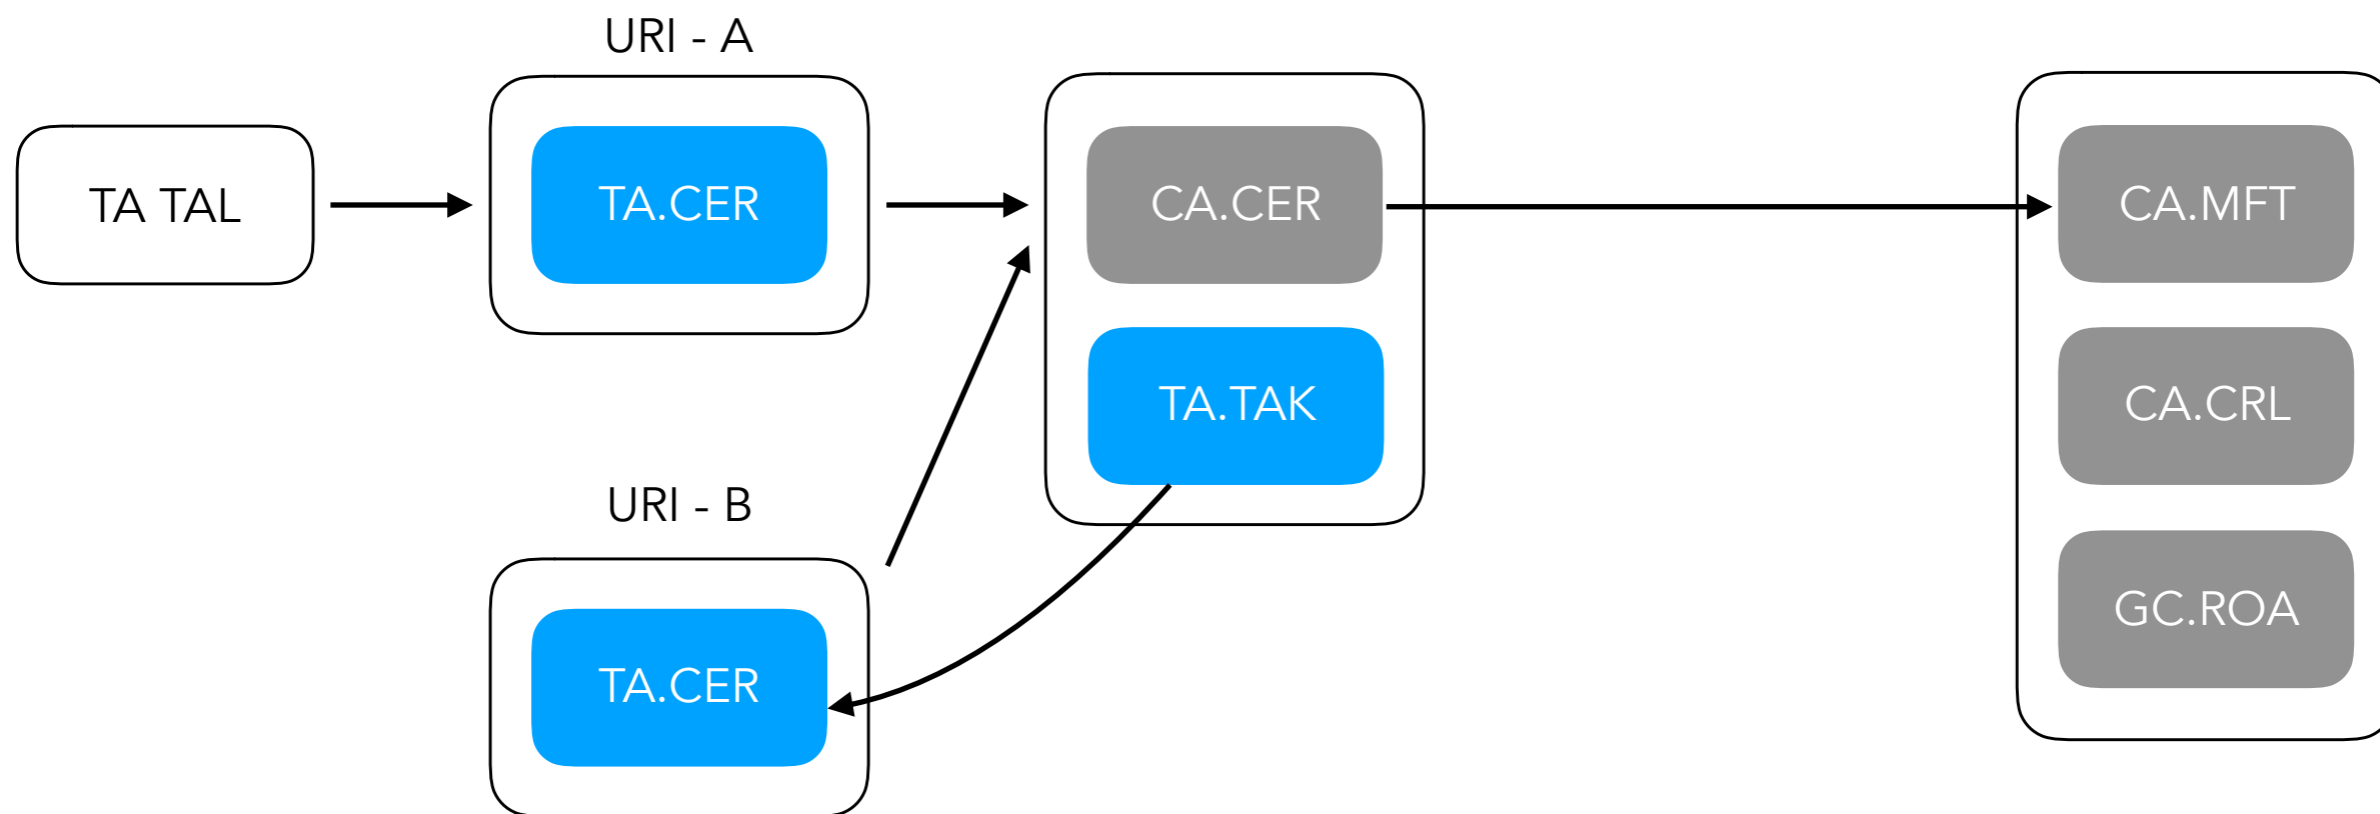 URI - A
TA TAL
TA.CER
CA.CER
CA.MFT
TA.TAK
CA.CRL
URI - B
TA.CER
GC.ROA